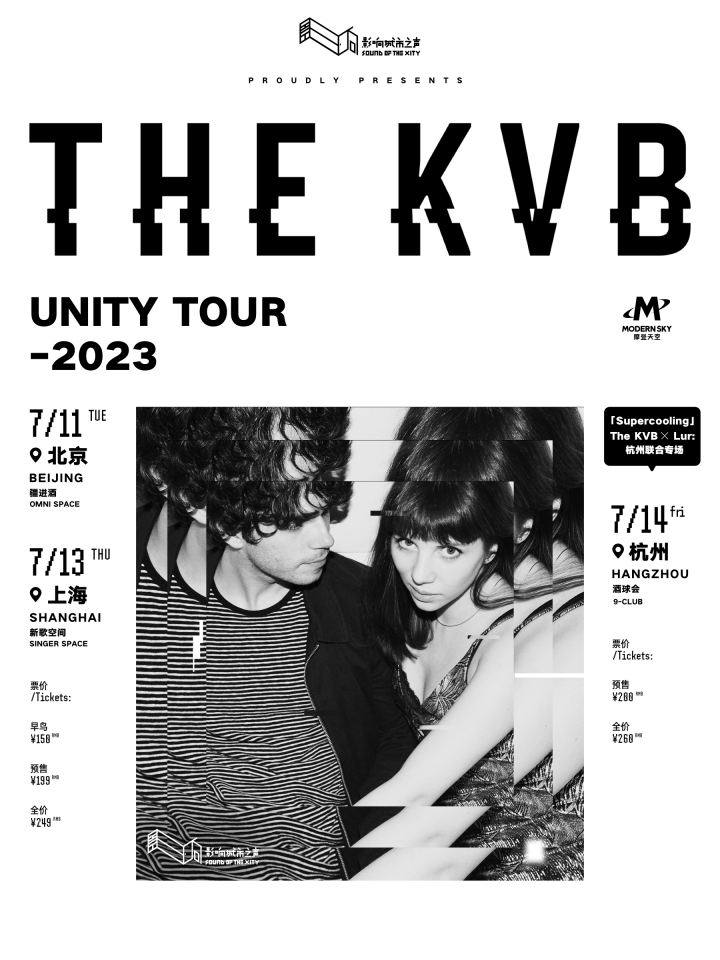 影响城市之声
SOUND OF THE XITY
PROUDLY PRESENTS
THE KVB
UNITY TOUR
-2023
MODERNSKY
摩登天空
7/11 TUE
北京
BEIJING
疆进酒
OMNI SPACE
7/13 THU
上海
SHANGHAI
新歌空间
SINGER SPACE
票价
/Tickets:
早鸟
¥150 RMB
预售
¥199 RMB
全价
¥249 RMB
「Supercooling」
The KVB × Lur:
杭州联合专场
7/14 fri
杭州
HANGZHOU
酒球会
9-CLUB
票价
/Tickets:
预售
¥200 RMB
全价
¥260 RMB
影响城市之声
SOUND OF THE XITY